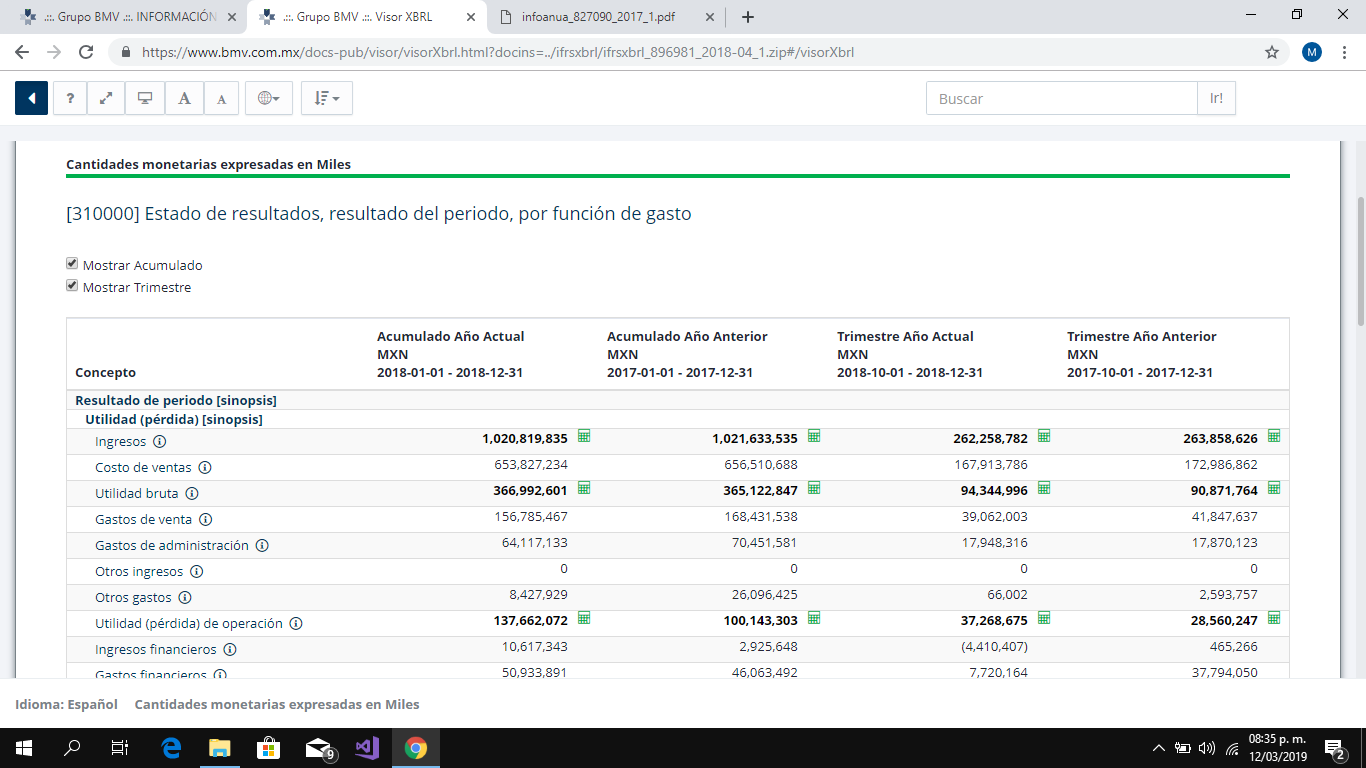 .::. Grupo BMV .::. INFORMACIÓN
.::. Grupo BMV .::. Visor XBRL
infoanua_827090_2017_1.pdf
https://www.bmv.com.mx/docs-pub/visor/visorXbrl.html?docins=../ifrsxbrl/ifrsxbrl_896981_2018-04_1.zip#/visorXbrl
M
? A A Buscar Ir!
Cantidades monetarias expresadas en Miles
[310000] Estado de resultados, resultado del periodo, por función de gasto
Mostrar Acumulado
Mostrar Trimestre
Acumulado Año Actual Acumulado Año Anterior Trimestre Año Actual Trimestre Año Anterior
MXN MXN MXN MXN
Concepto 2018-01-01 - 2018-12-31 2017-01-01 - 2017-12-31 2018-10-01 - 2018-12-31 2017-10-01 - 2017-12-31
Resultado de periodo [sinopsis]
Utilidad (pérdida) [sinopsis]
Ingresos 1,020,819,835 1,021,633,535 262,258,782 263,858,626
Costo de ventas 653,827,234 656,510,688 167,913,786 172,986,862
Utilidad bruta 366,992,601 365,122,847 94,344,996 90,871,764
Gastos de venta 156,785,467 168,431,538 39,062,003 41,847,637
Gastos de administración 64,117,133 70,451,581 17,948,316 17,870,123
Otros ingresos 0 0 0 0
Otros gastos 8,427,929 26,096,425 66,002 2,593,757
Utilidad (pérdida) de operación 137,662,072 100,143,303 37,268,675 28,560,247
Ingresos financieros 10,617,343 2,925,648 (4,410,407) 465,266
Gastos financieros 50,933,891 46,063,492 7,720,164 37,794,050
Idioma: Español Cantidades monetarias expresadas en Miles
9
08:35 p. m.
12/03/2019
2